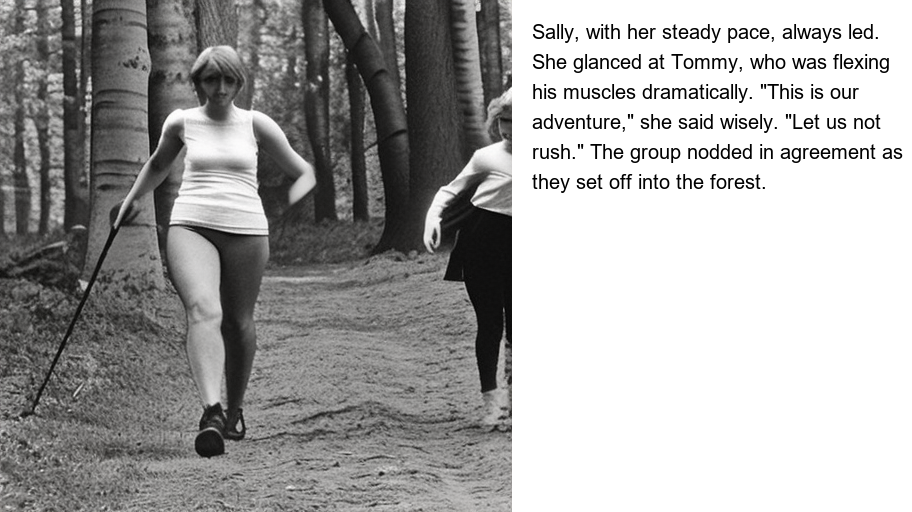 Sally, with her steady pace, always led.
She glanced at Tommy, who was flexing
his muscles dramatically. "This is our
adventure," she said wisely. "Let us not
rush." The group nodded in agreement as
they set off into the forest.